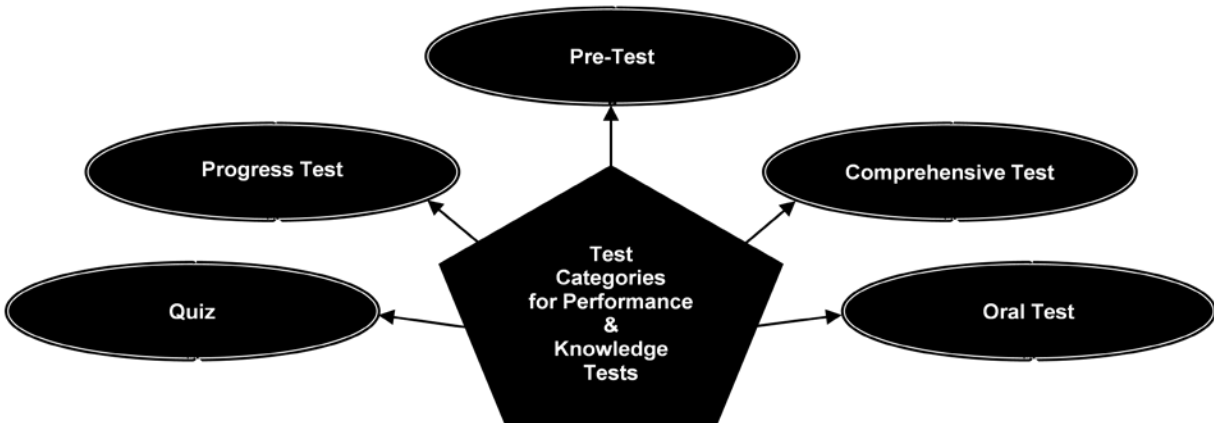 Pre-Test
Progress Test
Comprehensive Test
Test
Categories
for Performance
&
Knowledge
Tests
Quiz
Oral Test